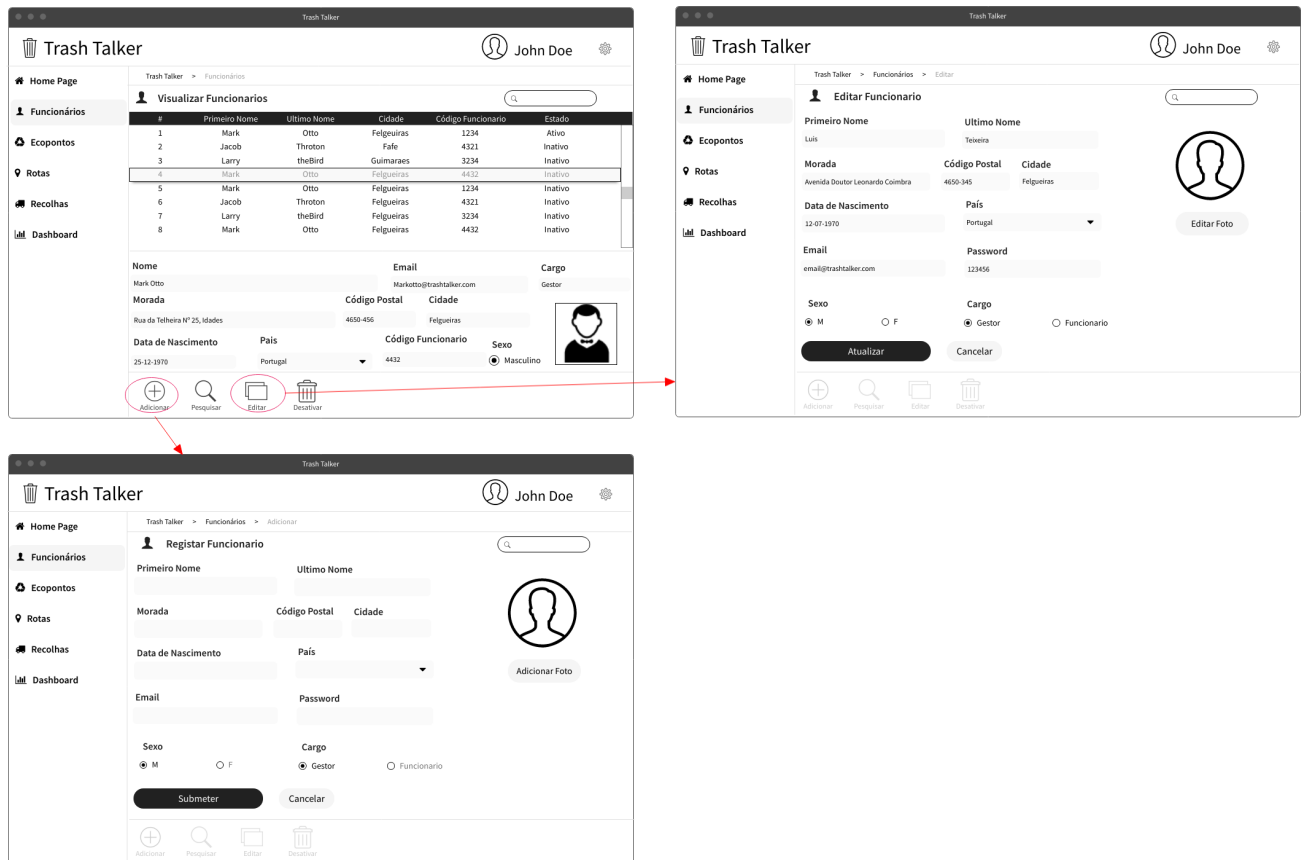 Trash Talker
Trash Talker
John Doe
Home Page
Funcionários
Ecopontos
Rotas
Recolhas
Dashboard
Trash Talker > Funcionários
Visualizar Funcionarios
# Primeiro Nome Ultimo Nome Cidade Código Funcionario Estado
1 Mark Otto Felgeuiras 1234 Ativo
2 Jacob Throton Fafe 4321 Inativo
3 Larry theBird Guimaraes 3234 Inativo
4 Mark Otto Felgueiras 4432 Inativo
5 Mark Otto Felgueiras 1234 Inativo
6 Jacob Throton Felgueiras 4321 Inativo
7 Larry theBird Felgueiras 3234 Inativo
8 Mark Otto Felgueiras 4432 Inativo
Nome Email Cargo
Mark Otto Markotto@trashtalker.com Gestor
Morada Código Postal Cidade
Rua da Telheira Nº 25, Idades 4650-456 Felgueiras
Data de Nascimento Pais Código Funcionario Sexo
25-12-1970 Portugal 4432 Masculino
Adicionar Pesquisar Editar Desativar
Trash Talker
Trash Talker
John Doe
Home Page
Funcionários
Ecopontos
Rotas
Recolhas
Dashboard
Trash Talker > Funcionários > Editar
Editar Funcionario
Primeiro Nome Ultimo Nome
Luis Teixeira
Morada Código Postal Cidade
Avenida Doutor Leonardo Coimbra 4650-345 Felgueiras
Data de Nascimento País
12-07-1970 Portugal
Editar Foto
Email Password
email@trashtalker.com 123456
Sexo Cargo
M F Gestor Funcionario
Atualizar Cancelar
Adicionar Pesquisar Editar Desativar
Trash Talker
Trash Talker
John Doe
Home Page
Funcionários
Ecopontos
Rotas
Recolhas
Dashboard
Trash Talker > Funcionários > Adicionar
Registar Funcionario
Primeiro Nome Ultimo Nome
Morada Código Postal Cidade
Data de Nascimento País
Adicionar Foto
Email Password
Sexo Cargo
M F Gestor Funcionario
Submeter Cancelar
Adicionar Pesquisar Editar Desativar